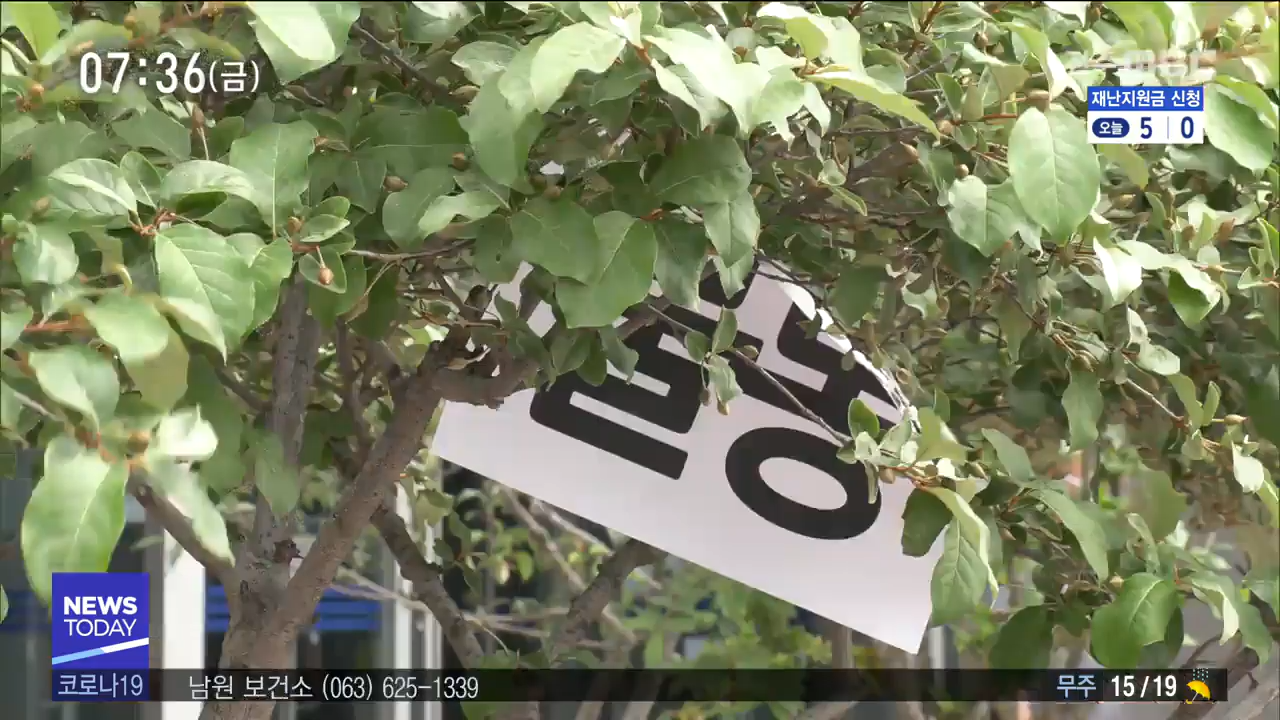 07:36(금)
재난지원금 신청
오늘 5 0
NEWS
TODAY
코로나19
남원 보건소 (063) 625-1339
무주 15/19